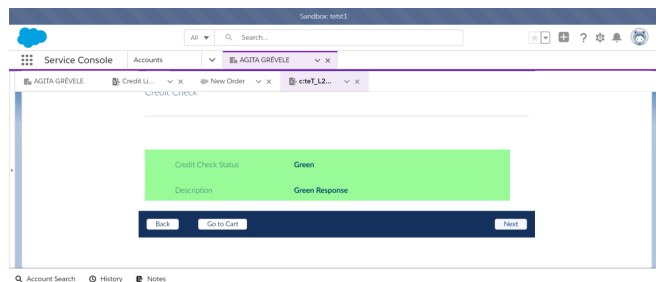 Sandbox: tetst1
All Search...
Service Console Accounts AGITA GRĒVELE
AGITA GRĒVELE Credit Li... New Order c:teT_L2...
Credit Check
Credit Check Status Green
Description Green Response
Back Go to Cart Next
Account Search History Notes